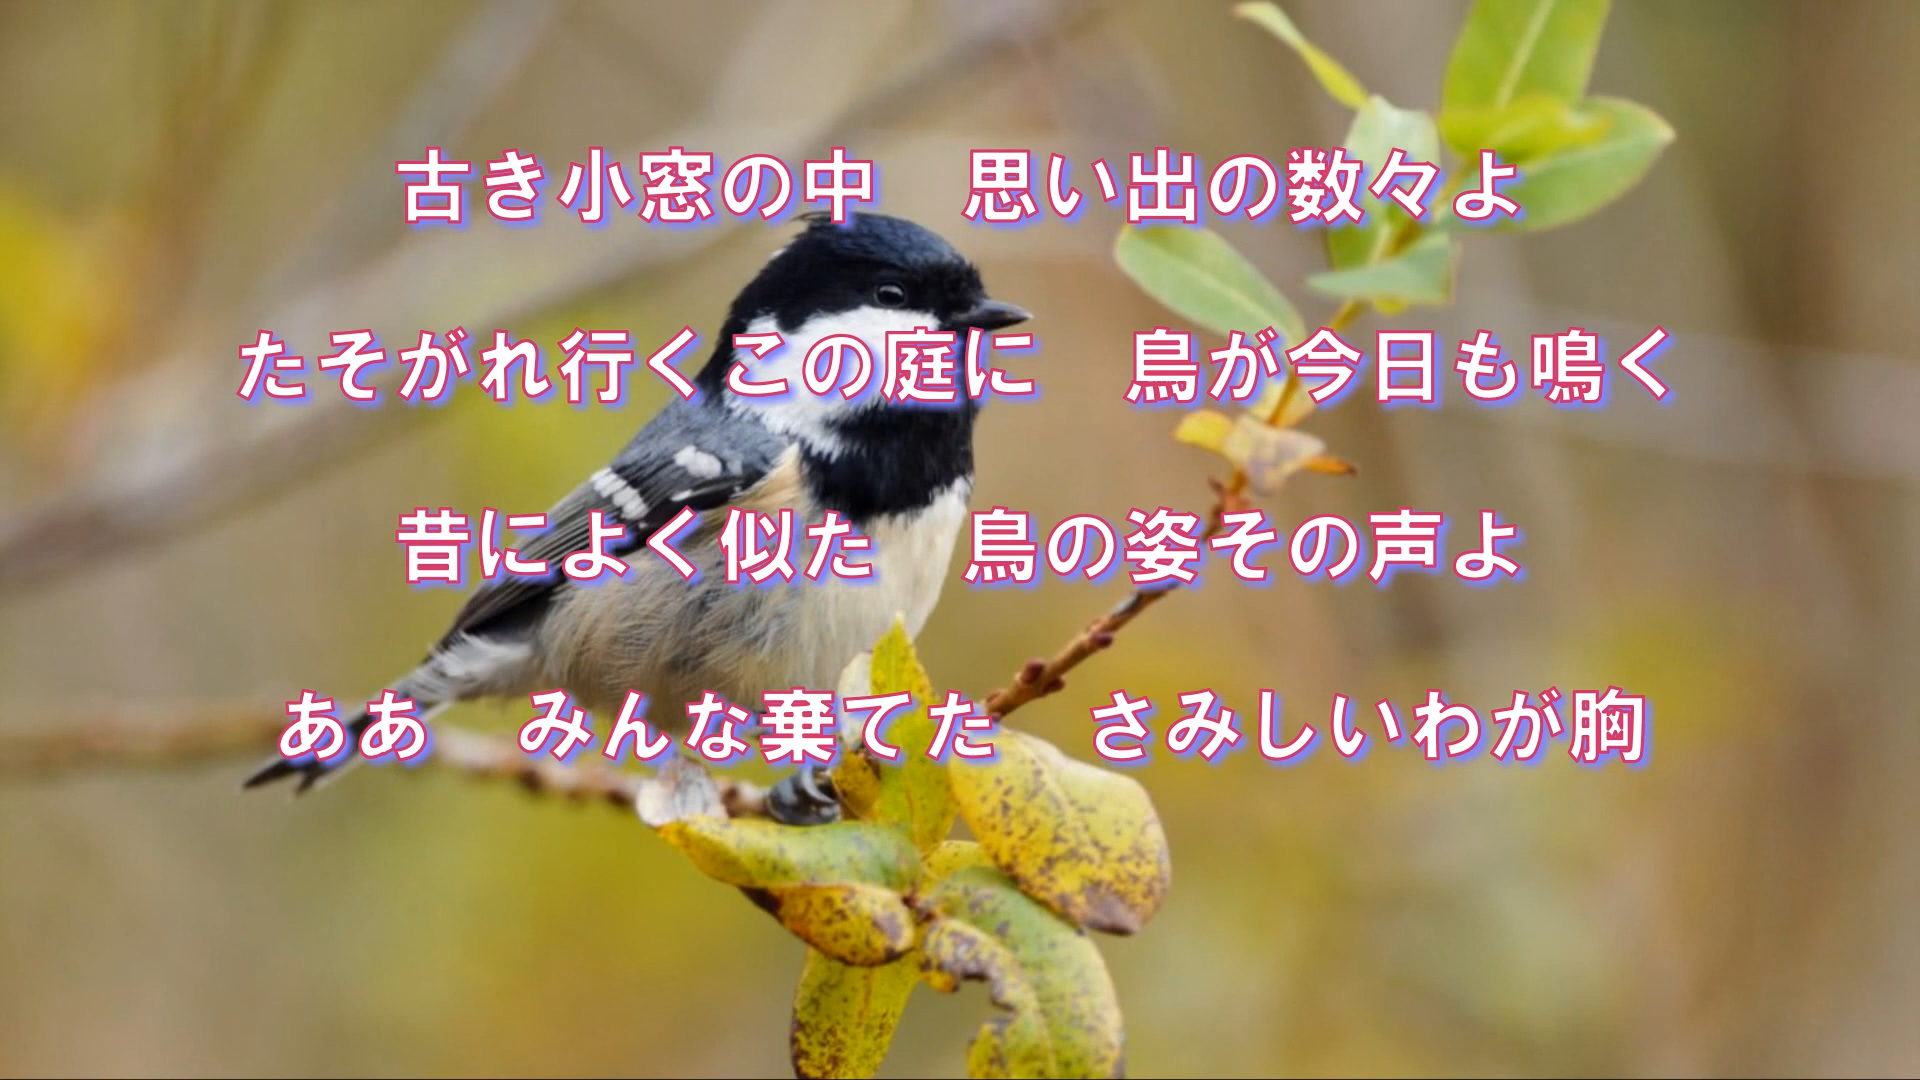 古き小窓の中　思い出の数々よ
たそがれ行くこの庭に　鳥が今日も鳴く
昔によく似た　鳥の姿その声よ
ああ　みんな棄てた　さみしいわが胸